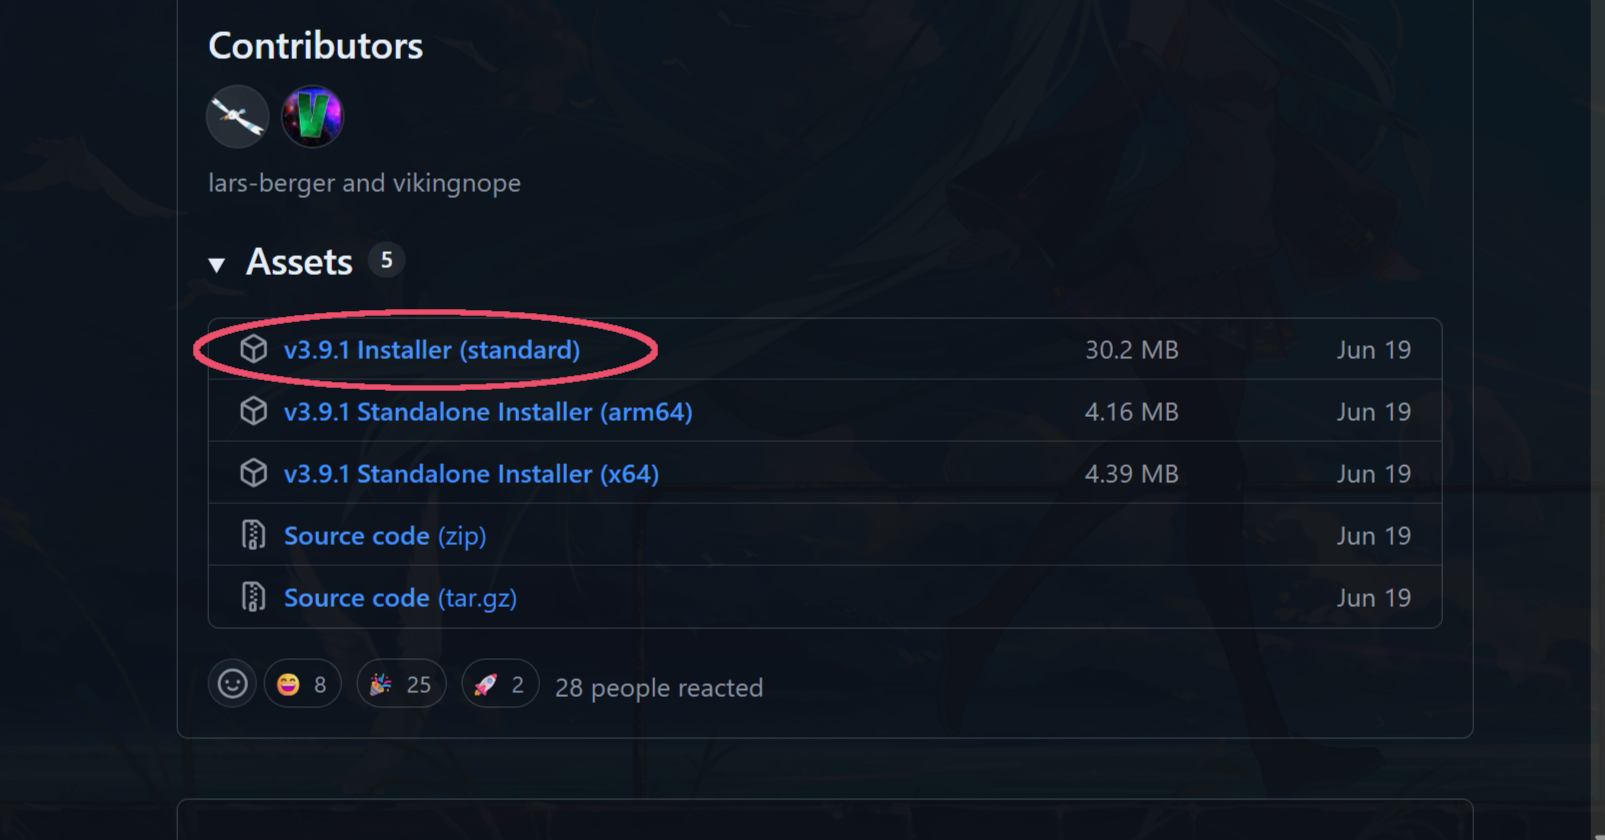 Contributors
V
lars-berger and vikingnope
Assets 5
v3.9.1 Installer (standard) 30.2 MB Jun 19
v3.9.1 Standalone Installer (arm64) 4.16 MB Jun 19
v3.9.1 Standalone Installer (x64) 4.39 MB Jun 19
Source code (zip) Jun 19
Source code (tar.gz) Jun 19
8 25 2 28 people reacted